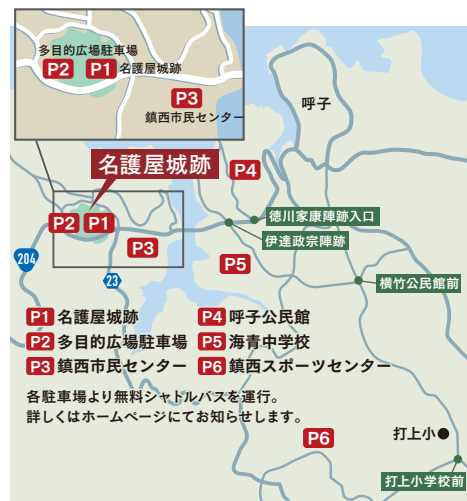 多目的広場駐車場
P2 P1 名護屋城跡
P3
鎮西市民センター
呼子
名護屋城跡
P4
徳川家康陣跡入口
伊達政宗陣跡
P2 P1
P3
P5
204
23
横竹公民館前
P1 名護屋城跡
P2 多目的広場駐車場
P3 鎮西市民センター
P4 呼子公民館
P5 海青中学校
P6 鎮西スポーツセンター
各駐車場より無料シャトルバスを運行。
詳しくはホームページにてお知らせします。
P6
打上小
打上小学校前